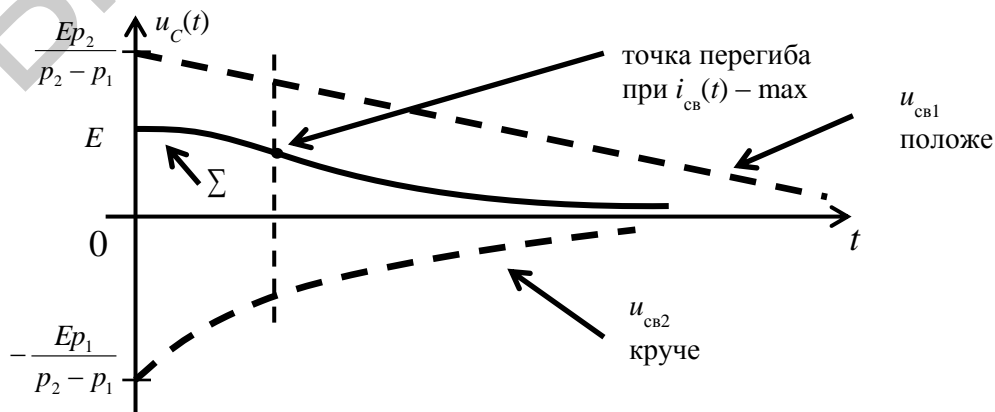 u_C(t)
Ep₂
p₂ − p₁
E
Σ
0
− Ep₁
p₂ − p₁
точка перегиба
при i_св(t) – max
u_св1
положе
t
u_св2
круче